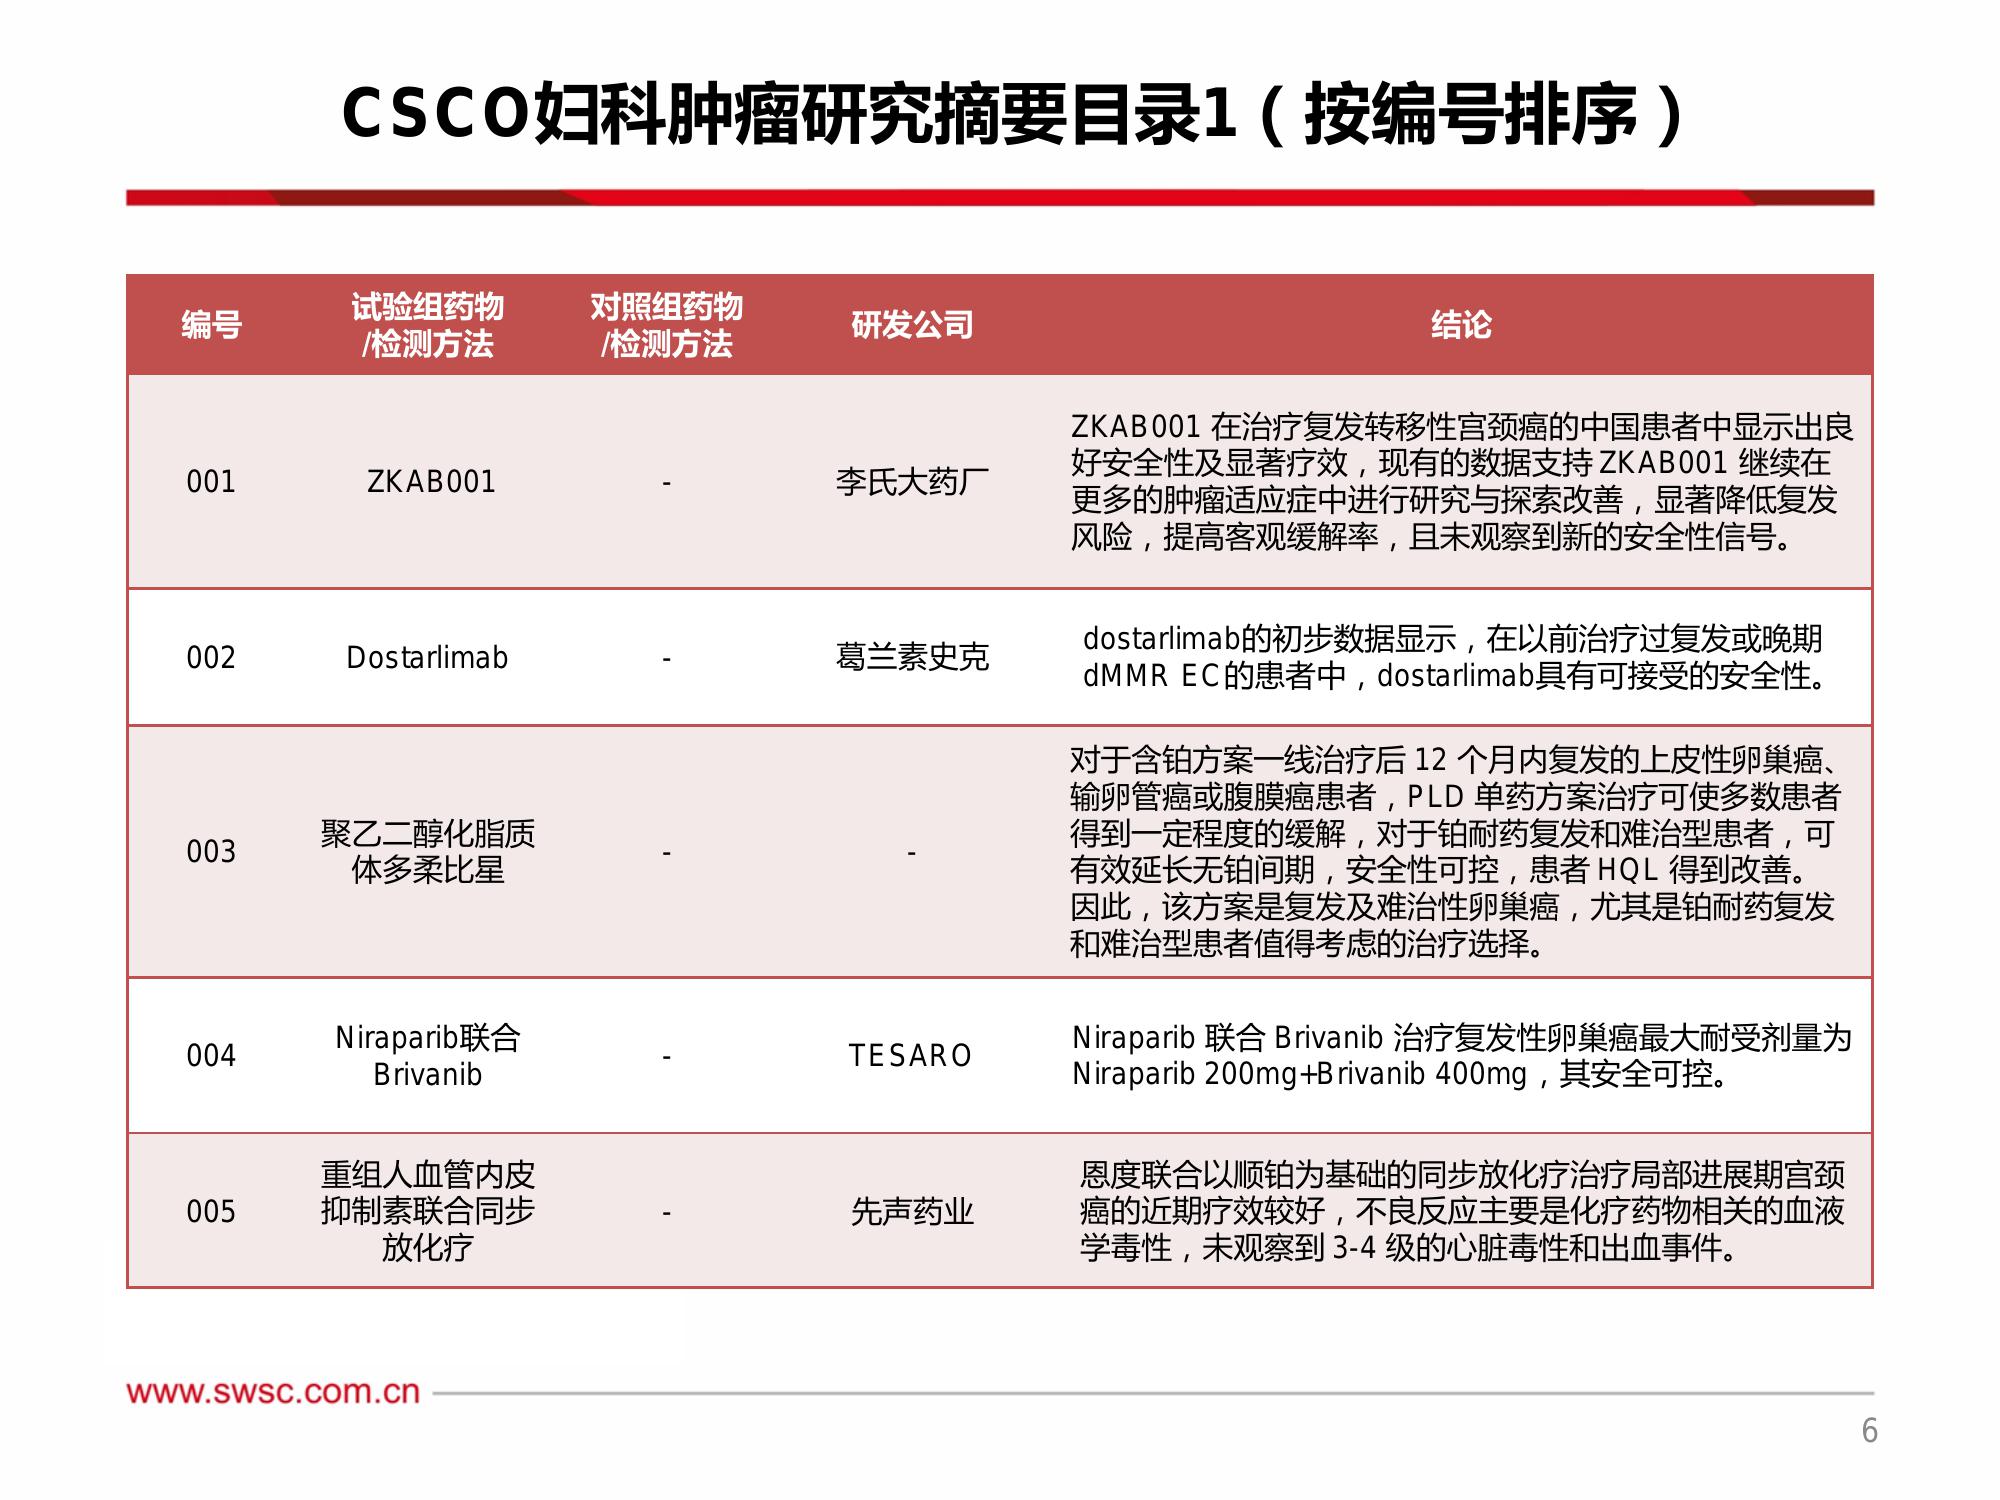 CSCO妇科肿瘤研究摘要目录1（按编号排序）
编号
试验组药物
/检测方法
对照组药物
/检测方法
研发公司
结论
001
ZKAB001
-
李氏大药厂
ZKAB001 在治疗复发转移性宫颈癌的中国患者中显示出良
好安全性及显著疗效，现有的数据支持 ZKAB001 继续在
更多的肿瘤适应症中进行研究与探索改善，显著降低复发
风险，提高客观缓解率，且未观察到新的安全性信号。
002
Dostarlimab
-
葛兰素史克
dostarlimab的初步数据显示，在以前治疗过复发或晚期
dMMR EC的患者中，dostarlimab具有可接受的安全性。
003
聚乙二醇化脂质
体多柔比星
-
-
对于含铂方案一线治疗后 12 个月内复发的上皮性卵巢癌、
输卵管癌或腹膜癌患者，PLD 单药方案治疗可使多数患者
得到一定程度的缓解，对于铂耐药复发和难治型患者，可
有效延长无铂间期，安全性可控，患者 HQL 得到改善。
因此，该方案是复发及难治性卵巢癌，尤其是铂耐药复发
和难治型患者值得考虑的治疗选择。
004
Niraparib联合
Brivanib
-
TESARO
Niraparib 联合 Brivanib 治疗复发性卵巢癌最大耐受剂量为
Niraparib 200mg+Brivanib 400mg，其安全可控。
005
重组人血管内皮
抑制素联合同步
放化疗
-
先声药业
恩度联合以顺铂为基础的同步放化疗治疗局部进展期宫颈
癌的近期疗效较好，不良反应主要是化疗药物相关的血液
学毒性，未观察到 3-4 级的心脏毒性和出血事件。
www.swsc.com.cn
6